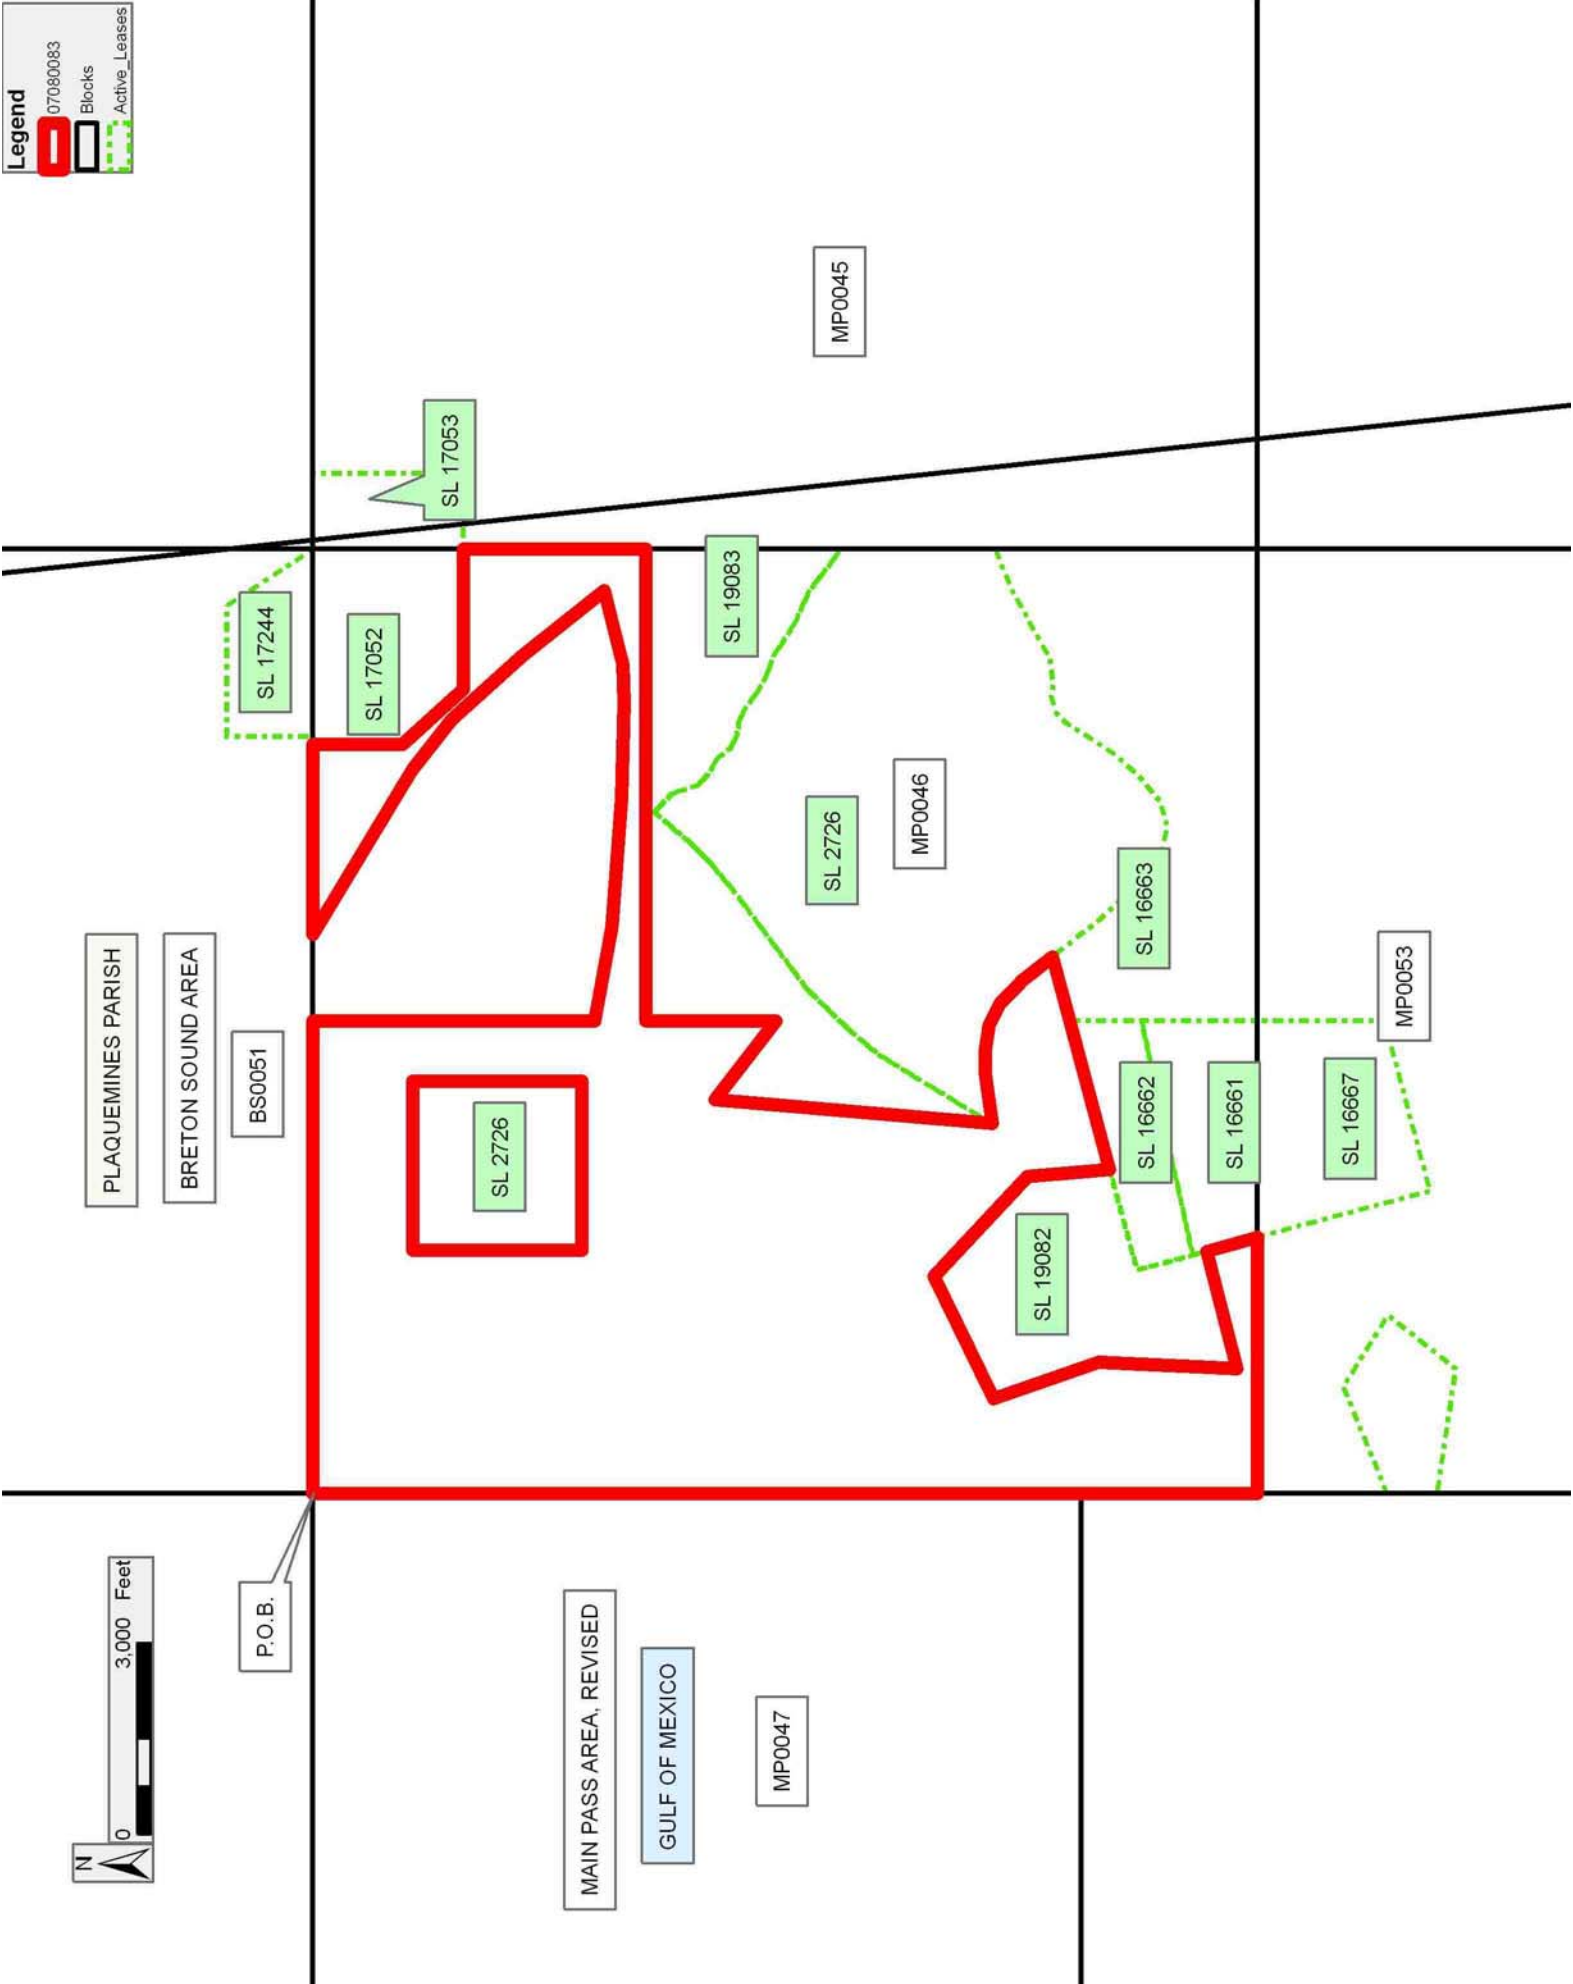 Legend
07080083
Blocks
Active_Leases
N
0 3,000 Feet
PLAQUEMINES PARISH
BRETON SOUND AREA
BS0051
P.O.B.
SL 17244
SL 17052
SL 17053
SL 2726
MAIN PASS AREA, REVISED
GULF OF MEXICO
MP0047
SL 19083
MP0045
SL 2726
MP0046
SL 19082
SL 16663
SL 16662
SL 16661
SL 16667
MP0053